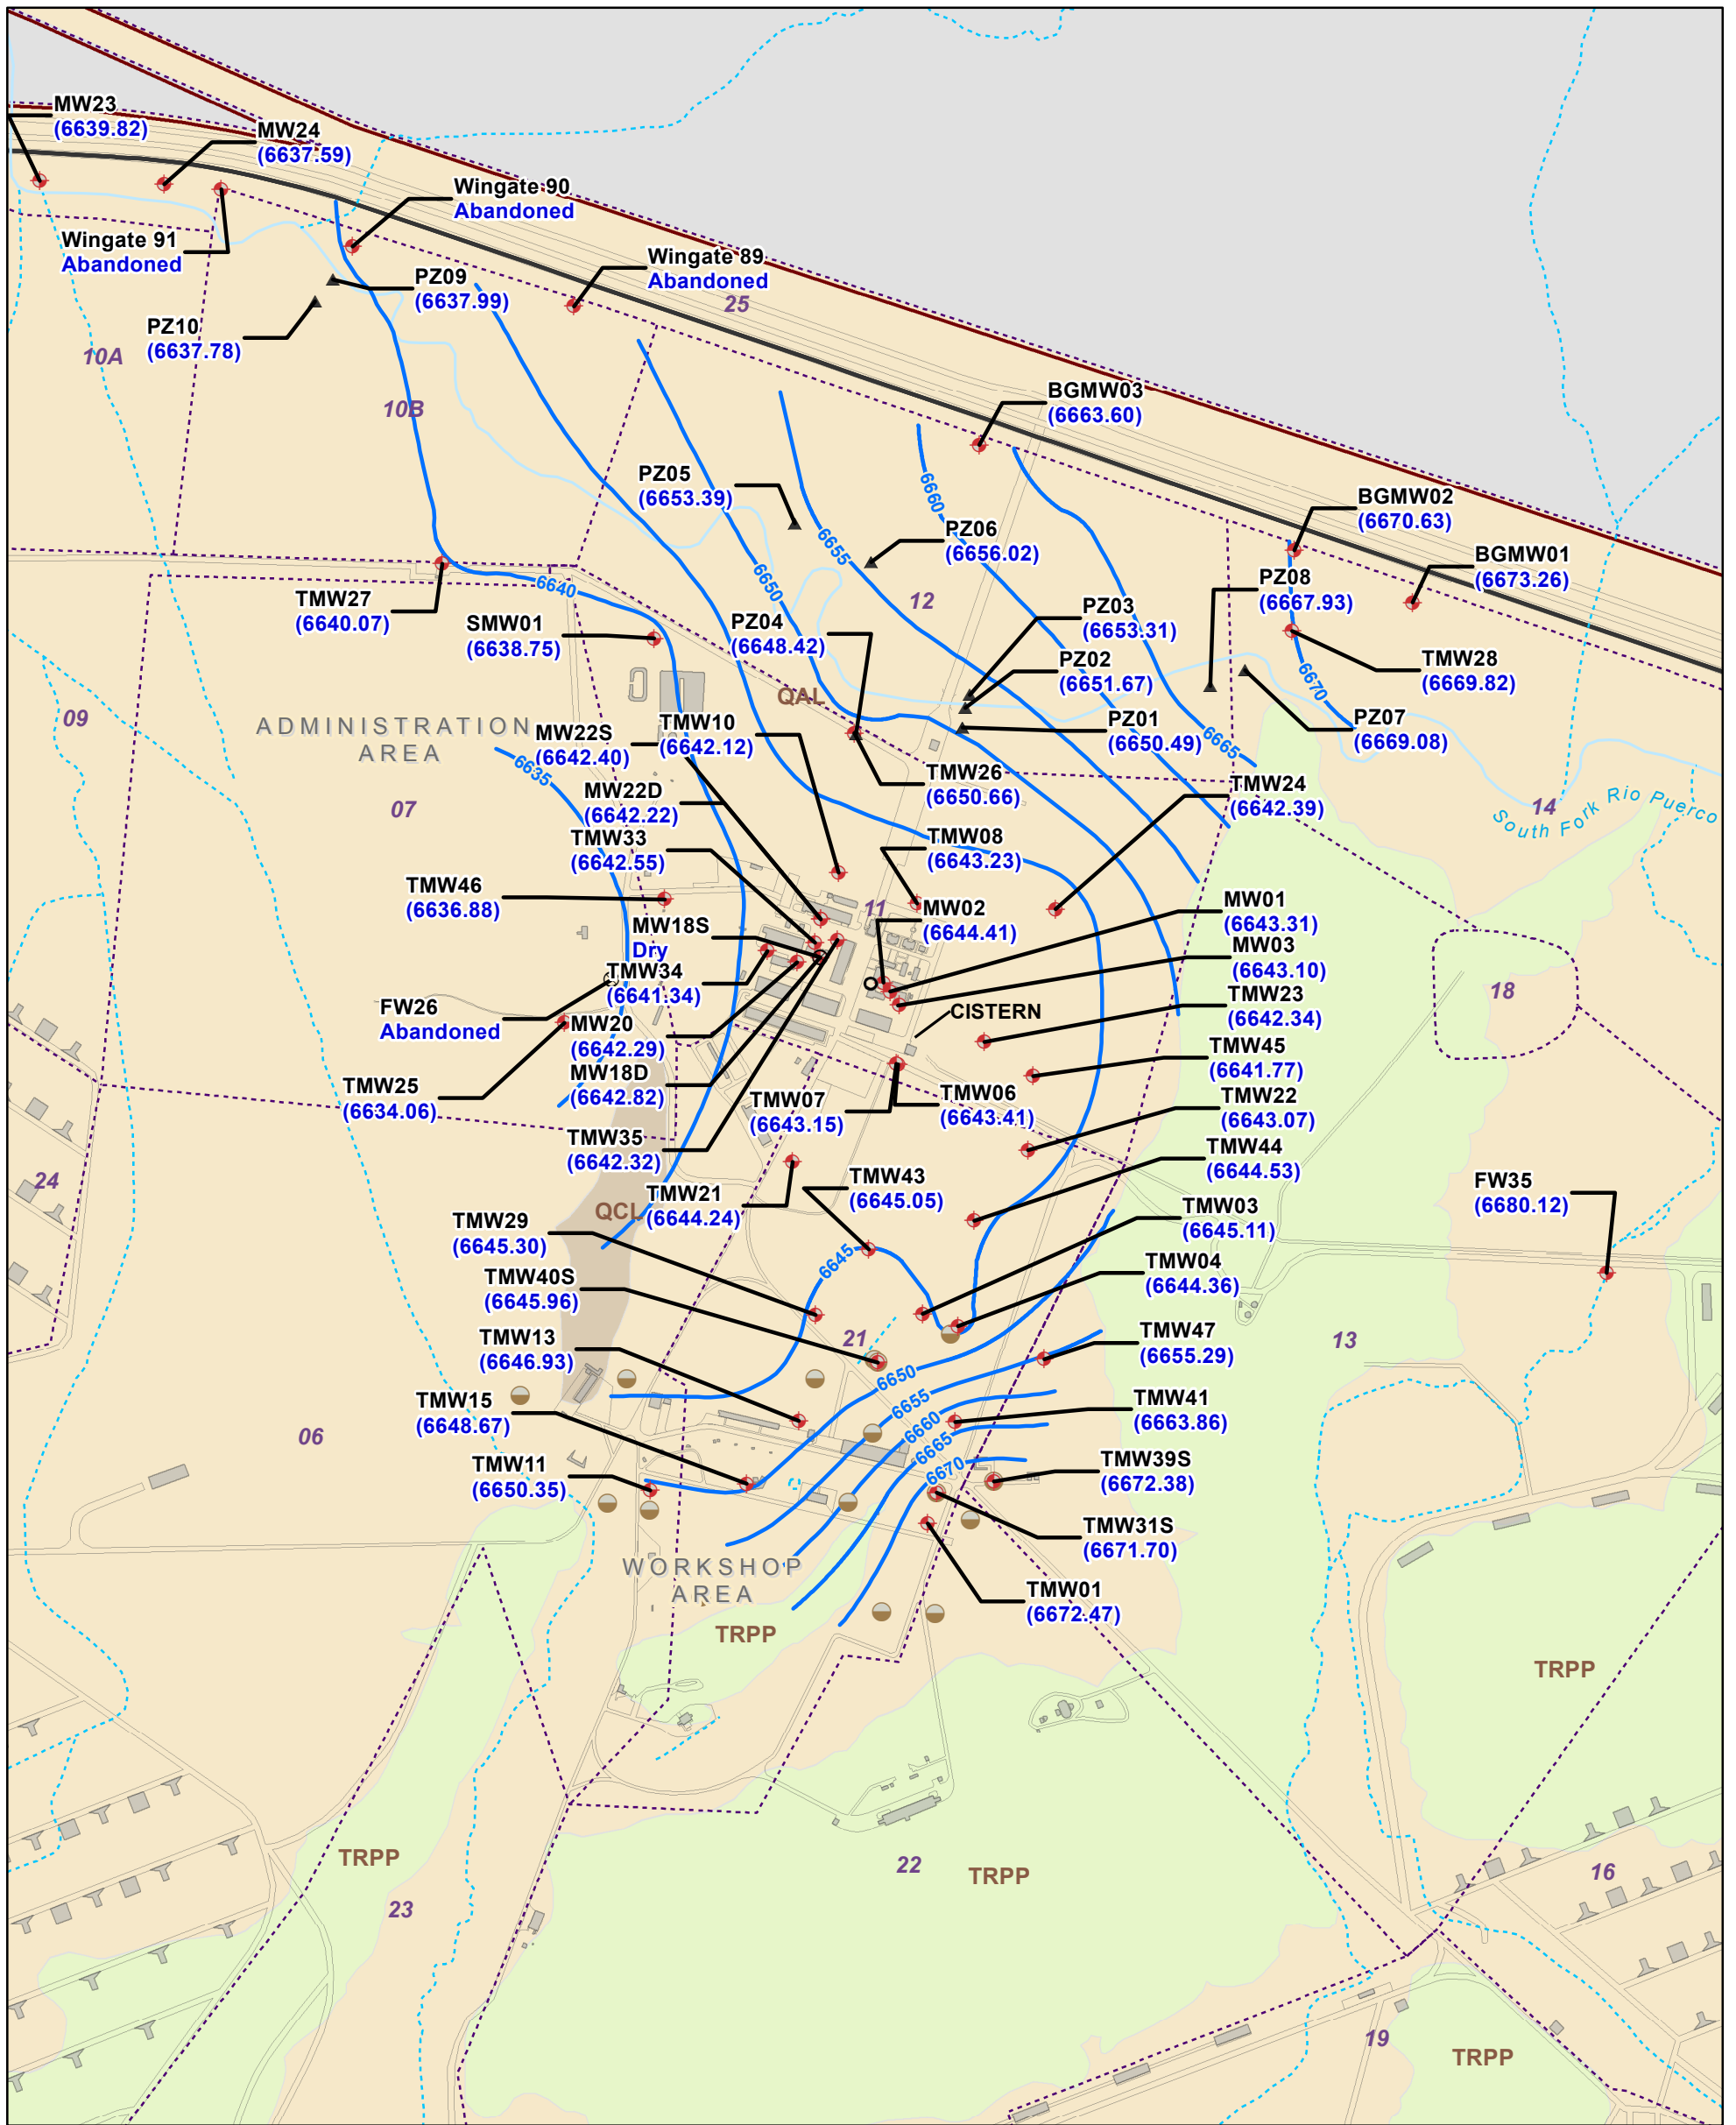 MW23
(6639.82)
MW24
(6637.59)
Wingate 90
Abandoned
Wingate 91
Abandoned
Wingate 89
Abandoned
25
PZ09
(6637.99)
PZ10
(6637.78)
10A
10B
BGMW03
(6663.60)
PZ05
(6653.39)
6660
BGMW02
(6670.63)
PZ06
(6656.02)
6655
BGMW01
(6673.26)
6650
6640
PZ08
(6667.93)
12
TMW27
(6640.07)
SMW01
(6638.75)
PZ04
(6648.42)
PZ03
(6653.31)
PZ02
(6651.67)
TMW28
(6669.82)
6670
QAL
09
ADMINISTRATION
AREA
MW22S
(6642.40)
TMW10
(6642.12)
PZ01
(6650.49)
6665
PZ07
(6669.08)
6635
TMW26
(6650.66)
TMW24
(6642.39)
MW22D
(6642.22)
07
14
South Fork Rio Puerco
TMW33
(6642.55)
TMW08
(6643.23)
TMW46
(6636.88)
11
MW02
(6644.41)
MW01
(6643.31)
MW18S
Dry
MW03
(6643.10)
TMW34
(6641.34)
18
FW26
Abandoned
CISTERN
TMW23
(6642.34)
MW20
(6642.29)
TMW45
(6641.77)
MW18D
(6642.82)
TMW25
(6634.06)
TMW07
(6643.15)
TMW06
(6643.41)
TMW22
(6643.07)
TMW35
(6642.32)
TMW44
(6644.53)
24
TMW43
(6645.05)
FW35
(6680.12)
TMW21
(6644.24)
QCL
TMW03
(6645.11)
TMW29
(6645.30)
6645
TMW04
(6644.36)
TMW40S
(6645.96)
TMW13
(6646.93)
21
TMW47
(6655.29)
13
6650
6655
6660
6665
6670
TMW15
(6648.67)
TMW41
(6663.86)
06
TMW11
(6650.35)
TMW39S
(6672.38)
TMW31S
(6671.70)
WORKSHOP
AREA
TMW01
(6672.47)
TRPP
TRPP
TRPP
22
TRPP
16
23
19
TRPP